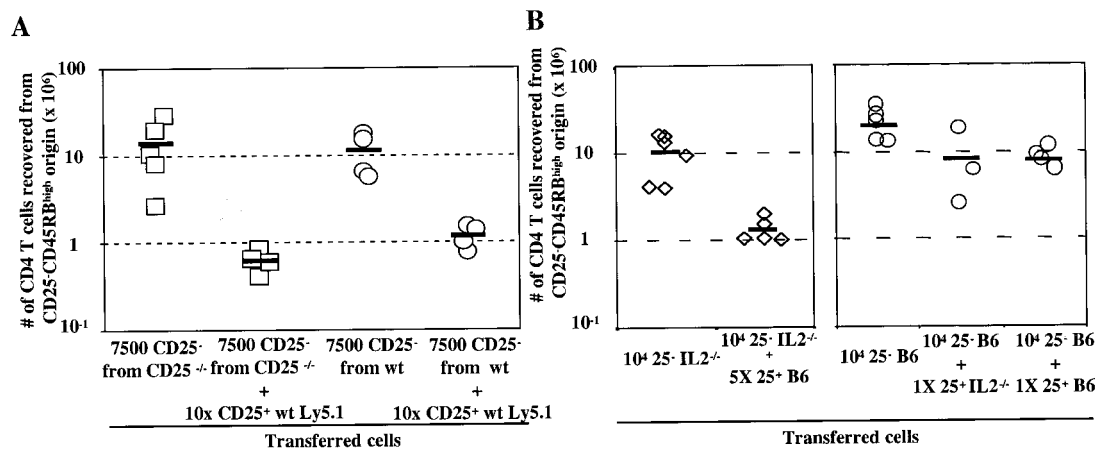 A
# of CD4 T cells recovered from
CD25-CD45RBhigh origin (x 10⁶)
100
10
1
10-¹
7500 CD25-
from CD25 -/-
7500 CD25-
from CD25 -/-
+
10x CD25+ wt Ly5.1
7500 CD25-
from wt
7500 CD25-
from wt
+
10x CD25+ wt Ly5.1
Transferred cells
B
# of CD4 T cells recovered from
CD25-CD45RBhigh origin (x 10⁶)
100
10
1
10-¹
10⁴ 25- IL2-/-
10⁴ 25- IL2-/-
+
5X 25+ B6
10⁴ 25- B6
10⁴ 25- B6
+
1X 25+ IL2-/-
10⁴ 25- B6
+
1X 25+ B6
Transferred cells